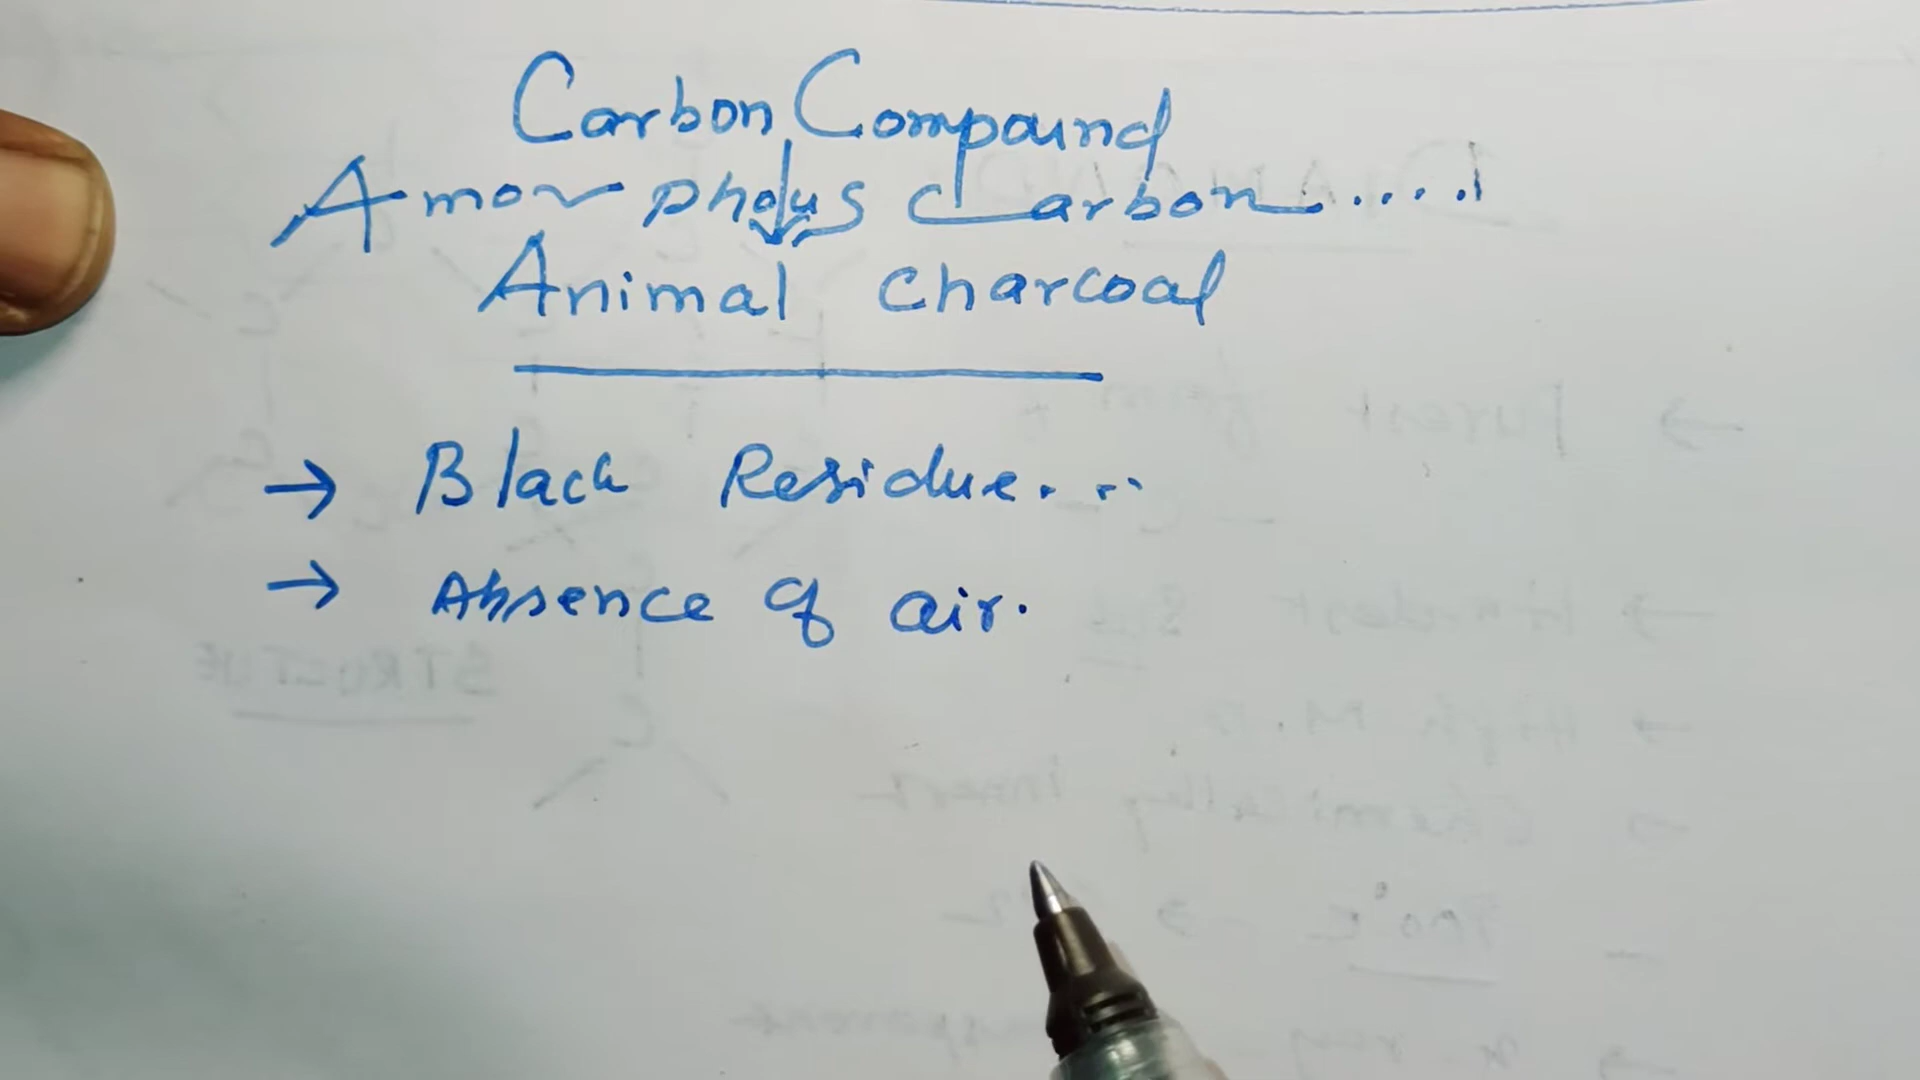 Carbon Compound
Amorphous Carbon.....
Animal charcoal
→ Black Residue...
→ Absence of air.